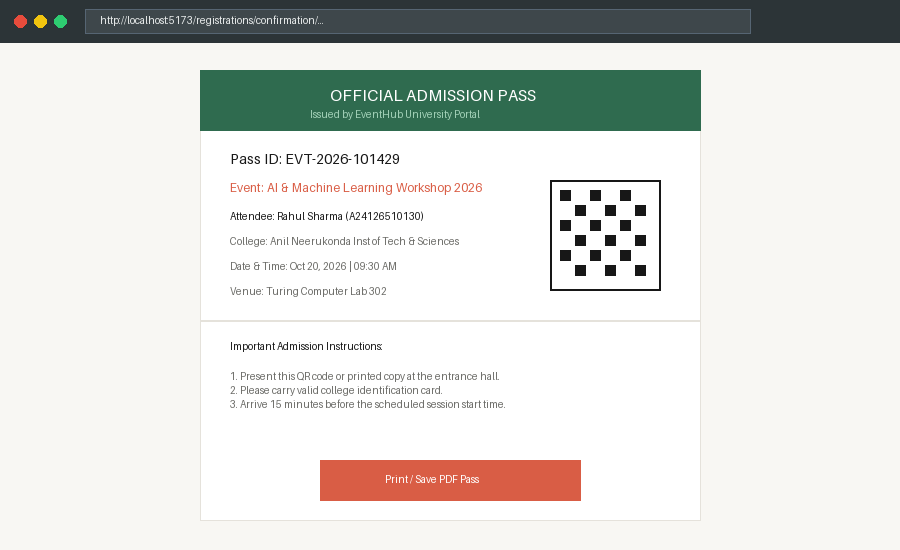 http://localhost:5173/registrations/confirmation/...
OFFICIAL ADMISSION PASS
Issued by EventHub University Portal
Pass ID: EVT-2026-101429
Event: AI & Machine Learning Workshop 2026
Attendee: Rahul Sharma (A24126510130)
College: Anil Neerukonda Inst of Tech & Sciences
Date & Time: Oct 20, 2026 | 09:30 AM
Venue: Turing Computer Lab 302
Important Admission Instructions:
1. Present this QR code or printed copy at the entrance hall.
2. Please carry valid college identification card.
3. Arrive 15 minutes before the scheduled session start time.
Print / Save PDF Pass